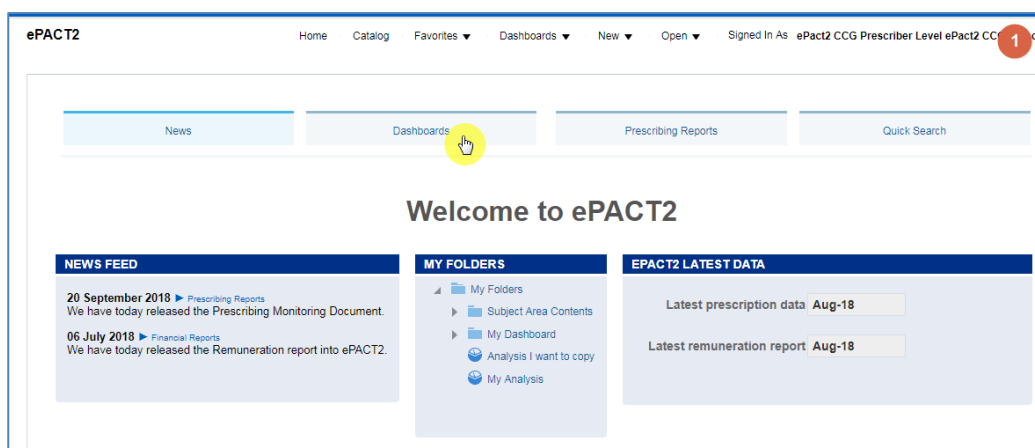 ePACT2
Home Catalog Favorites Dashboards New Open Signed In As ePact2 CCG Prescriber Level ePact2
1
News Dashboards Prescribing Reports Quick Search
Welcome to ePACT2
NEWS FEED
20 September 2018 Prescribing Reports
We have today released the Prescribing Monitoring Document.
06 July 2018 Financial Reports
We have today released the Remuneration report into ePACT2.
MY FOLDERS
My Folders
Subject Area Contents
My Dashboard
Analysis I want to copy
My Analysis
EPACT2 LATEST DATA
Latest prescription data Aug-18
Latest remuneration report Aug-18